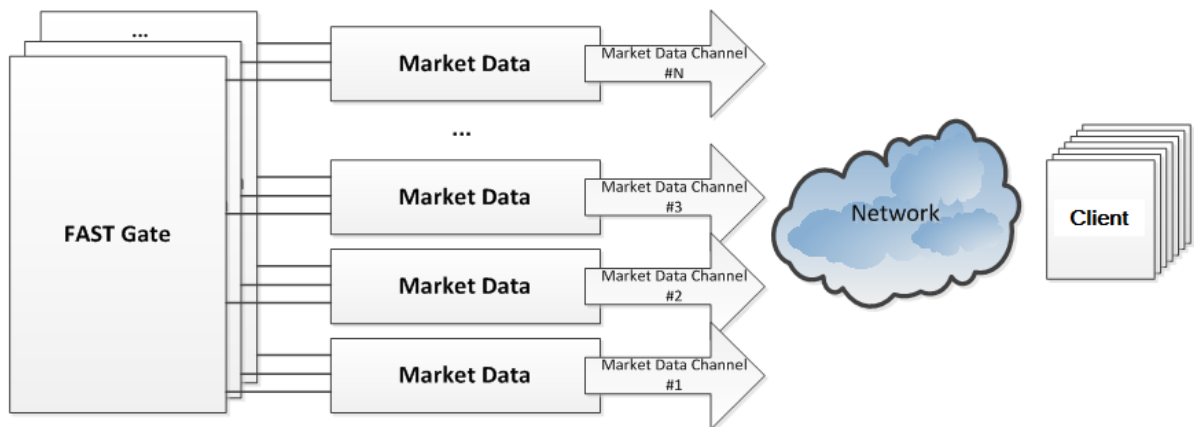 ...
Market Data
Market Data Channel
#N
...
Market Data
Market Data Channel
#3
FAST Gate
Network
Client
Market Data
Market Data Channel
#2
Market Data
Market Data Channel
#1